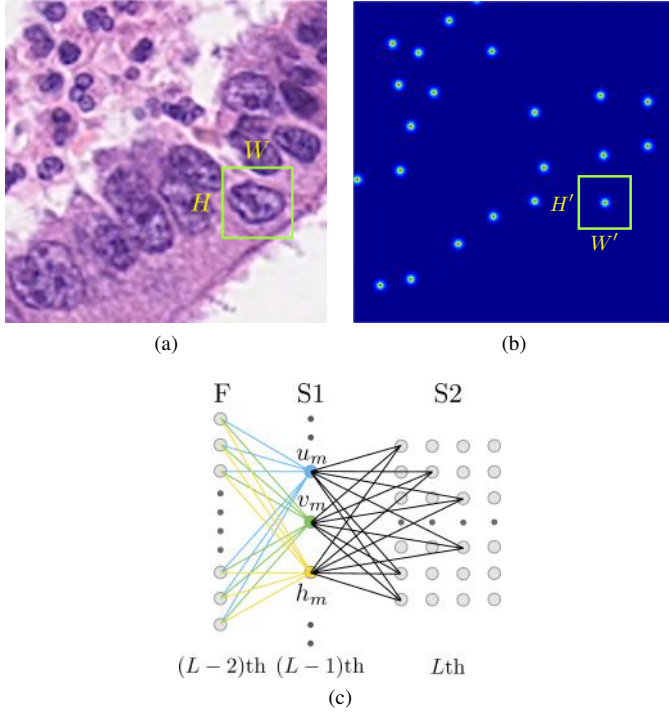 W
H
H′
W′
(a)
(b)
F S1 S2
u_m
v_m
h_m
(L − 2)th (L − 1)th Lth
(c)